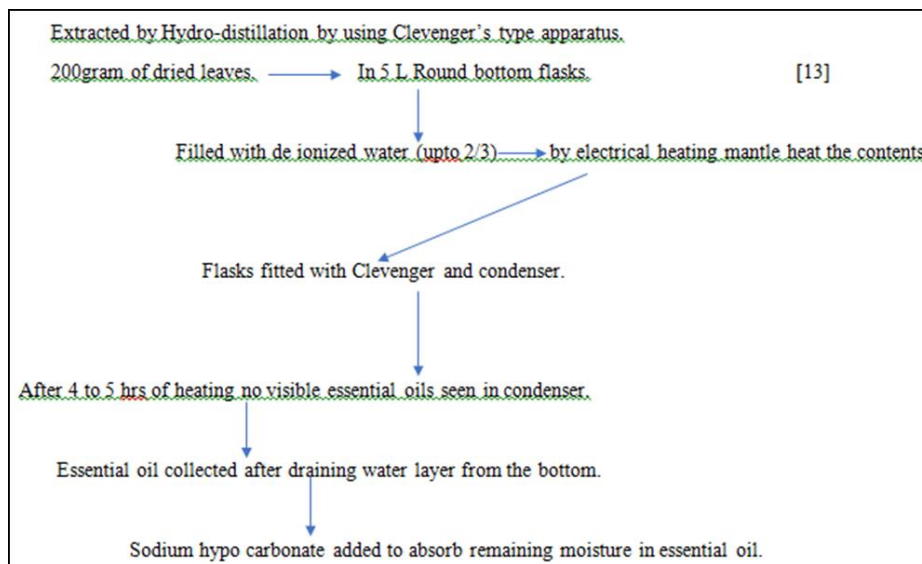 Extracted by Hydro-distillation by using Clevenger's type apparatus.
200gram of dried leaves. In 5 L Round bottom flasks. [13]
Filled with de ionized water (upto 2/3) by electrical heating mantle heat the contents
Flasks fitted with Clevenger and condenser.
After 4 to 5 hrs of heating no visible essential oils seen in condenser.
Essential oil collected after draining water layer from the bottom.
Sodium hypo carbonate added to absorb remaining moisture in essential oil.